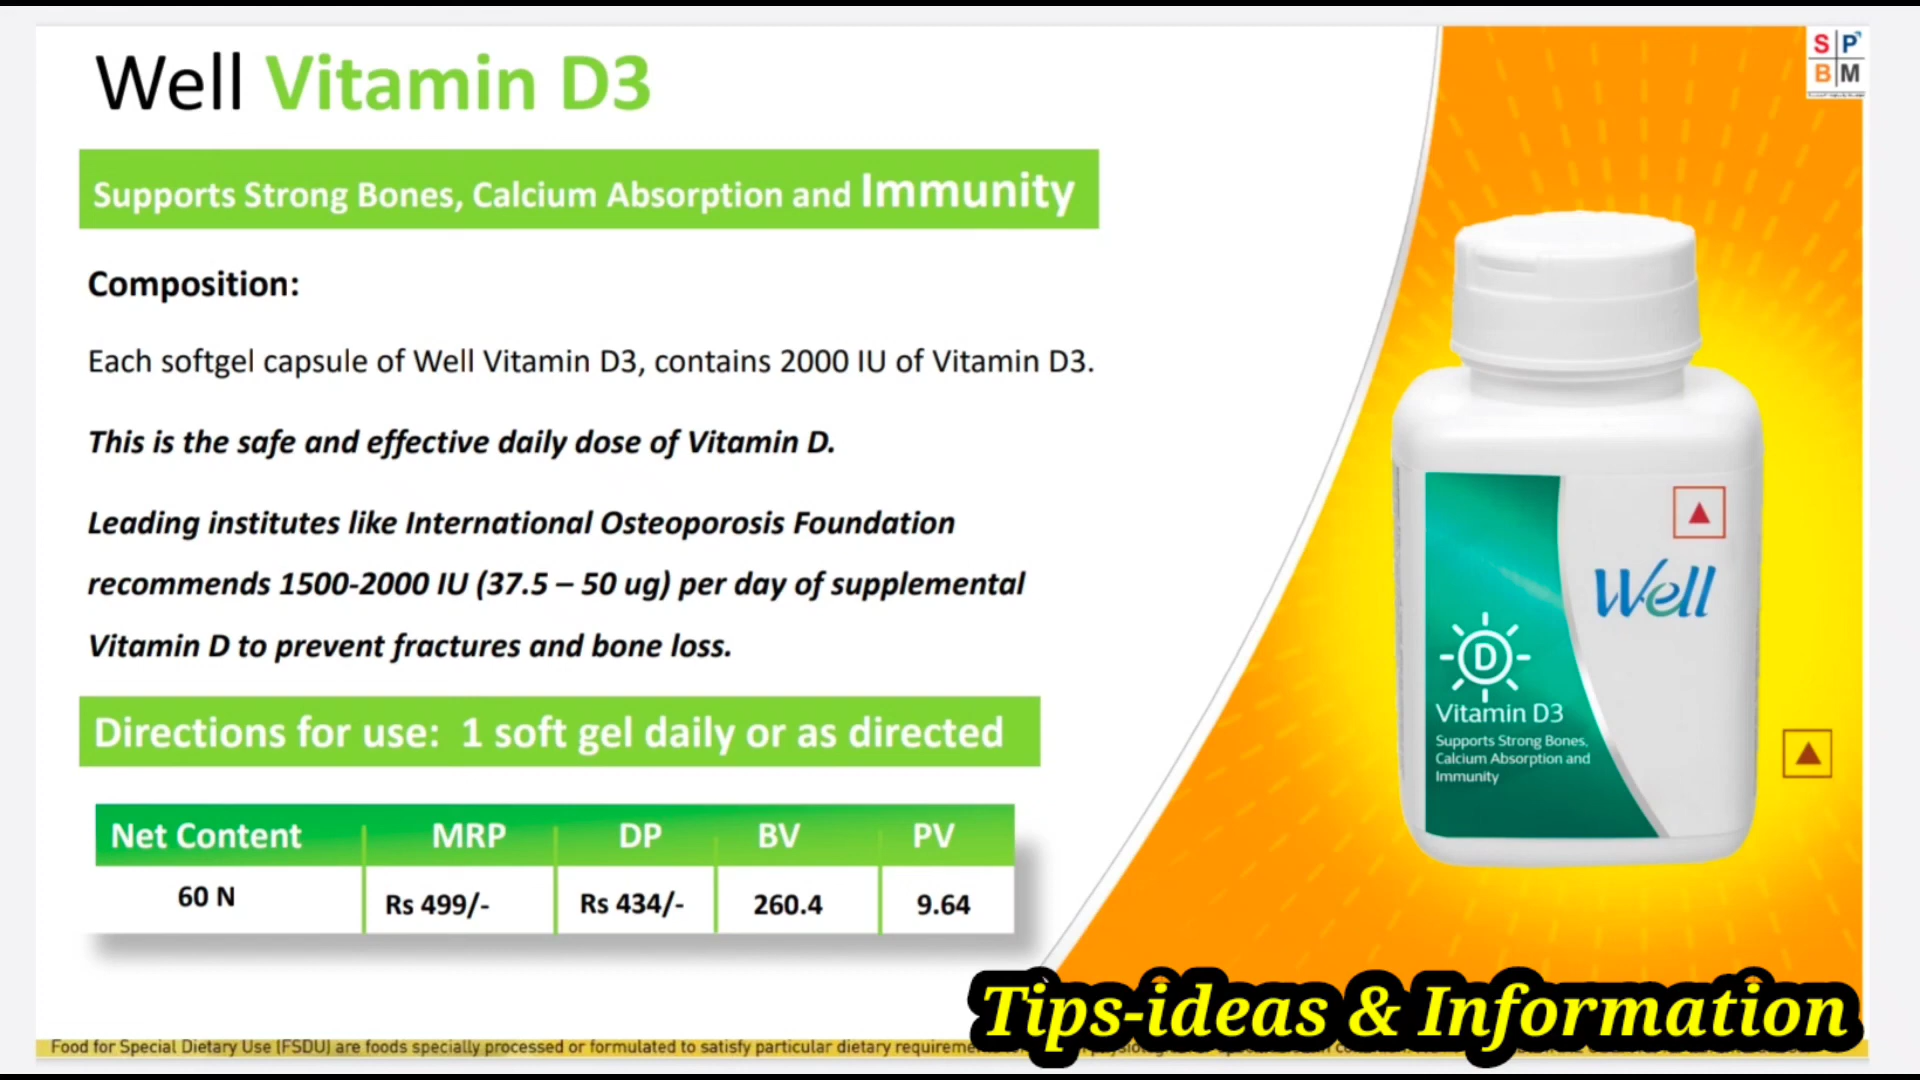 Well Vitamin D3
S P
B M
Supports Strong Bones, Calcium Absorption and Immunity
Composition:
Each softgel capsule of Well Vitamin D3, contains 2000 IU of Vitamin D3.
This is the safe and effective daily dose of Vitamin D.
Leading institutes like International Osteoporosis Foundation
recommends 1500-2000 IU (37.5 – 50 ug) per day of supplemental
Vitamin D to prevent fractures and bone loss.
Directions for use: 1 soft gel daily or as directed
Net Content MRP DP BV PV
60 N Rs 499/- Rs 434/- 260.4 9.64
Well
D
Vitamin D3
Supports Strong Bones,
Calcium Absorption and
Immunity
Tips-ideas & Information
Food for Special Dietary Use (FSDU) are foods specially processed or formulated to satisfy particular dietary